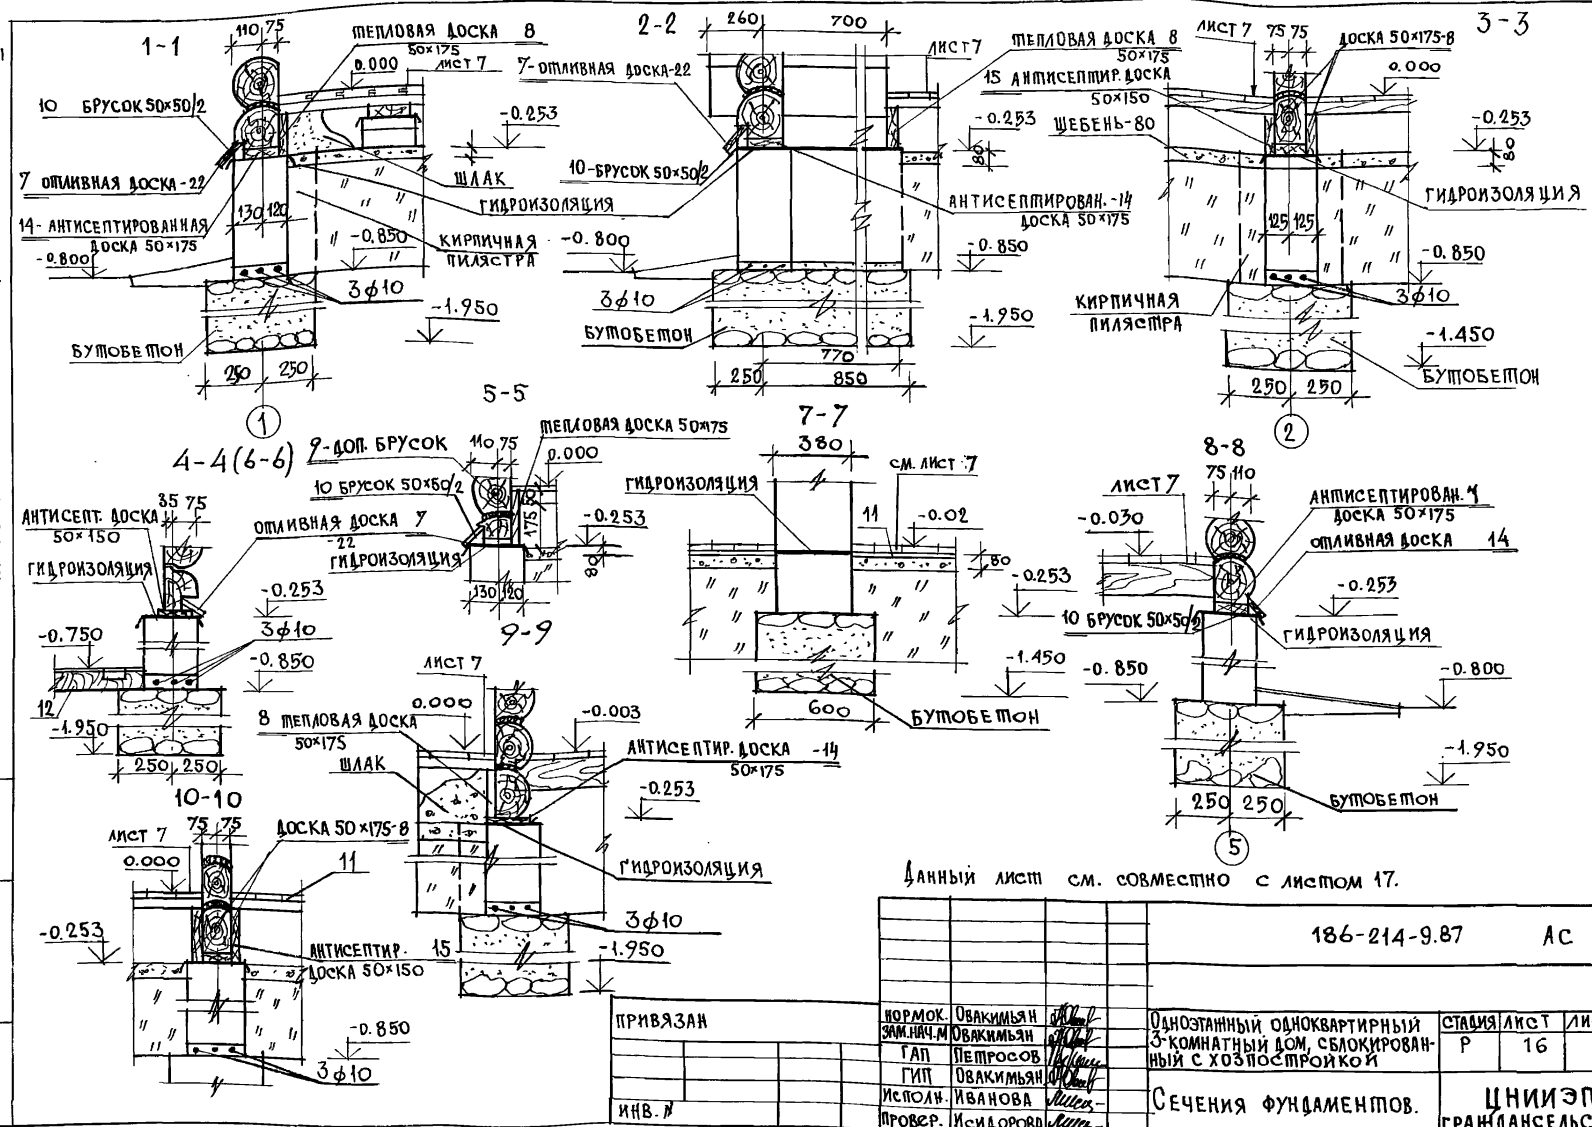 1-1
110 75
ТЕПЛОВАЯ ДОСКА 8
50×175
0.000
ЛИСТ 7
10 БРУСОК 50×50/2
-0.253
7 ОТЛИВНАЯ ДОСКА-22
ШЛАК
14-АНТИСЕПТИРОВАННАЯ
ДОСКА 50×175
130 120
ГИДРОИЗОЛЯЦИЯ
-0.800
-0.850
КИРПИЧНАЯ
ПИЛЯСТРА
3ϕ10
-1.950
БУТОБЕТОН
250 250
1
2-2
260 700
7-ОТЛИВНАЯ ДОСКА-22
ЛИСТ 7
ТЕПЛОВАЯ ДОСКА 8
50×175
-0.253
80
10-БРУСОК 50×50/2
АНТИСЕПТИРОВАН.-14
ДОСКА 50×175
-0.800
-0.850
3ϕ10
БУТОБЕТОН
-1.950
770
250 850
3-3
ЛИСТ 7
75 75
ДОСКА 50×175-8
0.000
15 АНТИСЕПТИР. ДОСКА
50×150
ЩЕБЕНЬ-80
-0.253
80
ГИДРОИЗОЛЯЦИЯ
125 125
-0.850
КИРПИЧНАЯ
ПИЛЯСТРА
3ϕ10
-1.450
БУТОБЕТОН
250 250
2
4-4(6-6)
35 75
АНТИСЕПТ. ДОСКА
50×150
ОТЛИВНАЯ ДОСКА 7
-22
ГИДРОИЗОЛЯЦИЯ
-0.253
-0.750
3ϕ10
-0.850
12
-1.950
250 250
5-5
9-ДОП. БРУСОК
110 75
ТЕПЛОВАЯ ДОСКА 50×175
0.000
10 БРУСОК 50×50/2
175
-0.253
ГИДРОИЗОЛЯЦИЯ
80
130 120
7-7
380
ГИДРОИЗОЛЯЦИЯ
СМ. ЛИСТ 7
11
-0.02
80
-0.253
-1.450
600
БУТОБЕТОН
8-8
75 110
ЛИСТ 7
-0.030
АНТИСЕПТИРОВАН. 7
ДОСКА 50×175
ОТЛИВНАЯ ДОСКА 14
-0.253
10 БРУСОК 50×50/2
ГИДРОИЗОЛЯЦИЯ
-0.850
-0.800
-1.950
БУТОБЕТОН
250 250
5
9-9
ЛИСТ 7
0.000
-0.003
8 ТЕПЛОВАЯ ДОСКА
50×175
ШЛАК
АНТИСЕПТИР. ДОСКА -14
50×175
-0.253
ГИДРОИЗОЛЯЦИЯ
3ϕ10
-1.950
10-10
75 75
ЛИСТ 7
ДОСКА 50×175-8
0.000
11
-0.253
АНТИСЕПТИР. 15
ДОСКА 50×150
-0.850
3ϕ10
Данный лист см. совместно с листом 17.
186-214-9.87 АС
ПРИВЯЗАН
ИНВ. №
НОРМОК. ОВАКИМЬЯН
ЗАМ.НАЧ.М ОВАКИМЬЯН
ГАП ПЕТРОСОВ
ГИП ОВАКИМЬЯН
ИСПОЛН. ИВАНОВА
ПРОВЕР. ИСИДОРОВА
ОДНОЭТАЖНЫЙ ОДНОКВАРТИРНЫЙ
3-КОМНАТНЫЙ ДОМ, СБЛОКИРОВАН-
НЫЙ С ХОЗПОСТРОЙКОЙ
СТАДИЯ ЛИСТ ЛИ
Р 16
СЕЧЕНИЯ ФУНДАМЕНТОВ.
ЦНИИЭП
ГРАЖДАНСЕЛЬС